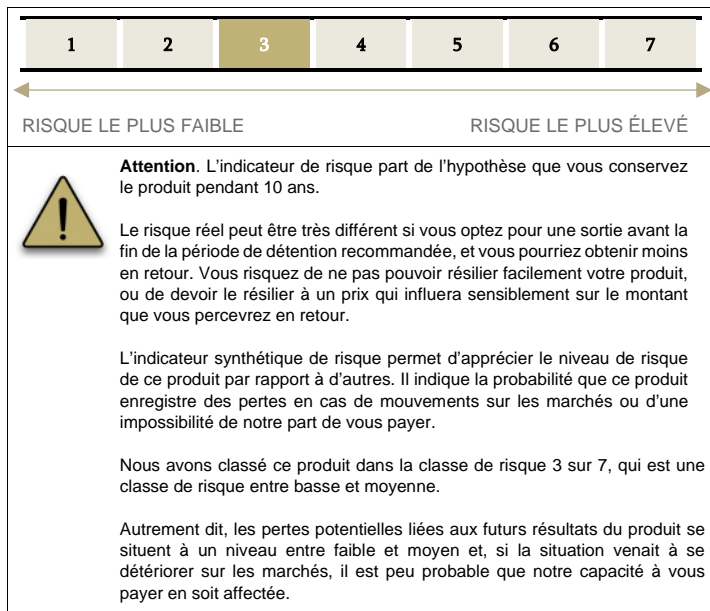 1 2 3 4 5 6 7
RISQUE LE PLUS FAIBLE RISQUE LE PLUS ÉLEVÉ
Attention. L’indicateur de risque part de l’hypothèse que vous conservez
le produit pendant 10 ans.
Le risque réel peut être très différent si vous optez pour une sortie avant la
fin de la période de détention recommandée, et vous pourriez obtenir moins
en retour. Vous risquez de ne pas pouvoir résilier facilement votre produit,
ou de devoir le résilier à un prix qui influera sensiblement sur le montant
que vous percevrez en retour.
L’indicateur synthétique de risque permet d’apprécier le niveau de risque
de ce produit par rapport à d’autres. Il indique la probabilité que ce produit
enregistre des pertes en cas de mouvements sur les marchés ou d’une
impossibilité de notre part de vous payer.
Nous avons classé ce produit dans la classe de risque 3 sur 7, qui est une
classe de risque entre basse et moyenne.
Autrement dit, les pertes potentielles liées aux futurs résultats du produit se
situent à un niveau entre faible et moyen et, si la situation venait à se
détériorer sur les marchés, il est peu probable que notre capacité à vous
payer en soit affectée.